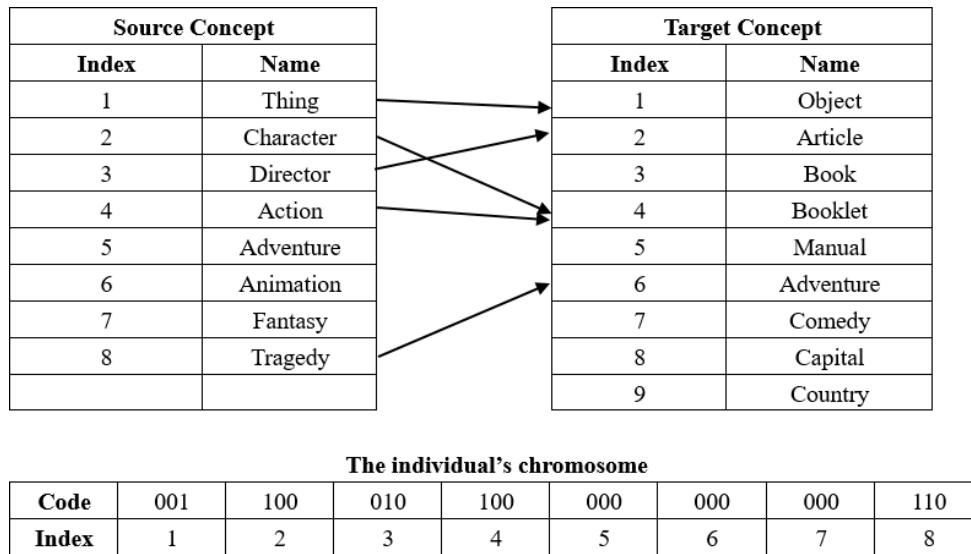 Source Concept Target Concept
Index Name Index Name
1 Thing 1 Object
2 Character 2 Article
3 Director 3 Book
4 Action 4 Booklet
5 Adventure 5 Manual
6 Animation 6 Adventure
7 Fantasy 7 Comedy
8 Tragedy 8 Capital
9 Country
The individual’s chromosome
Code 001 100 010 100 000 000 000 110
Index 1 2 3 4 5 6 7 8